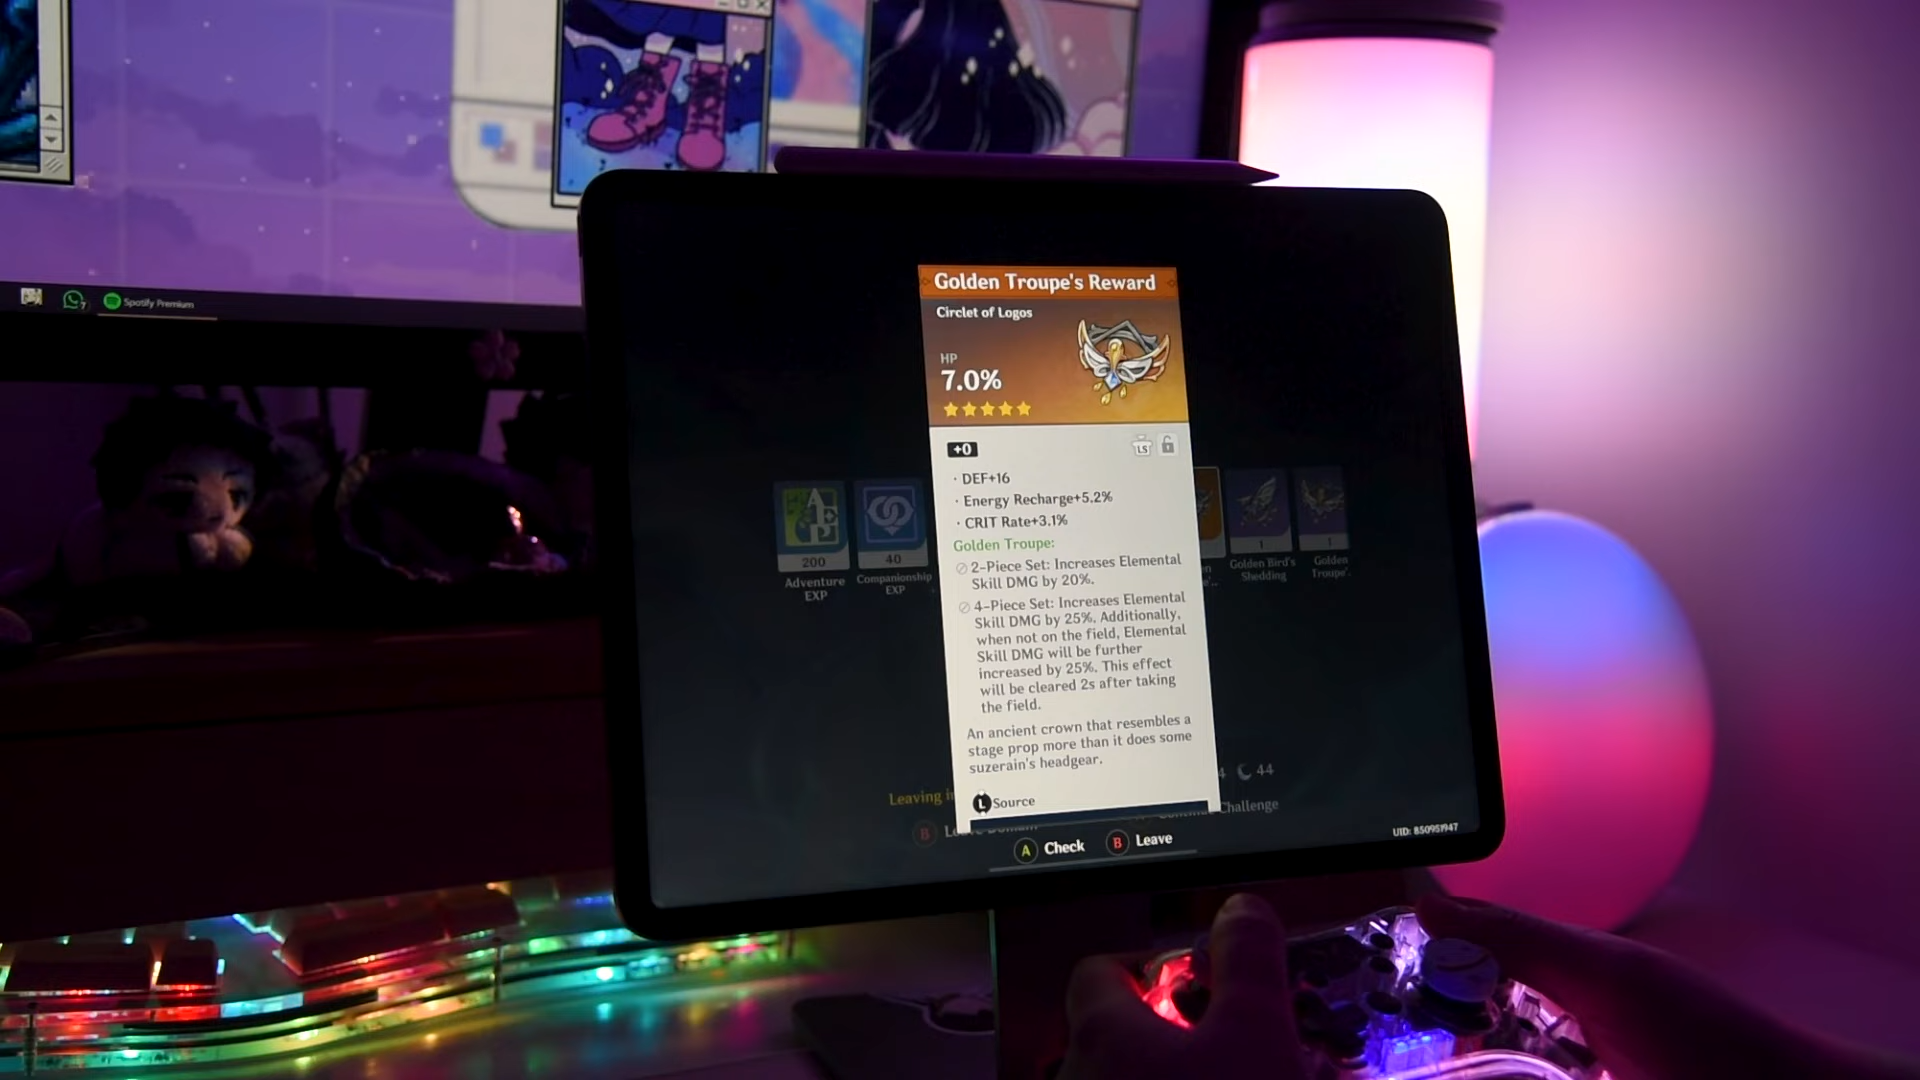 Spotify Premium
Golden Troupe's Reward
Circlet of Logos
HP
7.0%
+0
LS
· DEF+16
· Energy Recharge+5.2%
· CRIT Rate+3.1%
Golden Troupe:
2-Piece Set: Increases Elemental
Skill DMG by 20%.
4-Piece Set: Increases Elemental
Skill DMG by 25%. Additionally,
when not on the field, Elemental
Skill DMG will be further
increased by 25%. This effect
will be cleared 2s after taking
the field.
An ancient crown that resembles a
stage prop more than it does some
suzerain's headgear.
L Source
200
Adventure
EXP
40
Companionship
EXP
1
Golden Bird's
Shedding
1
Golden
Troupe'..
44
Leaving
B
Challenge
A Check
B Leave
UID: 850951947